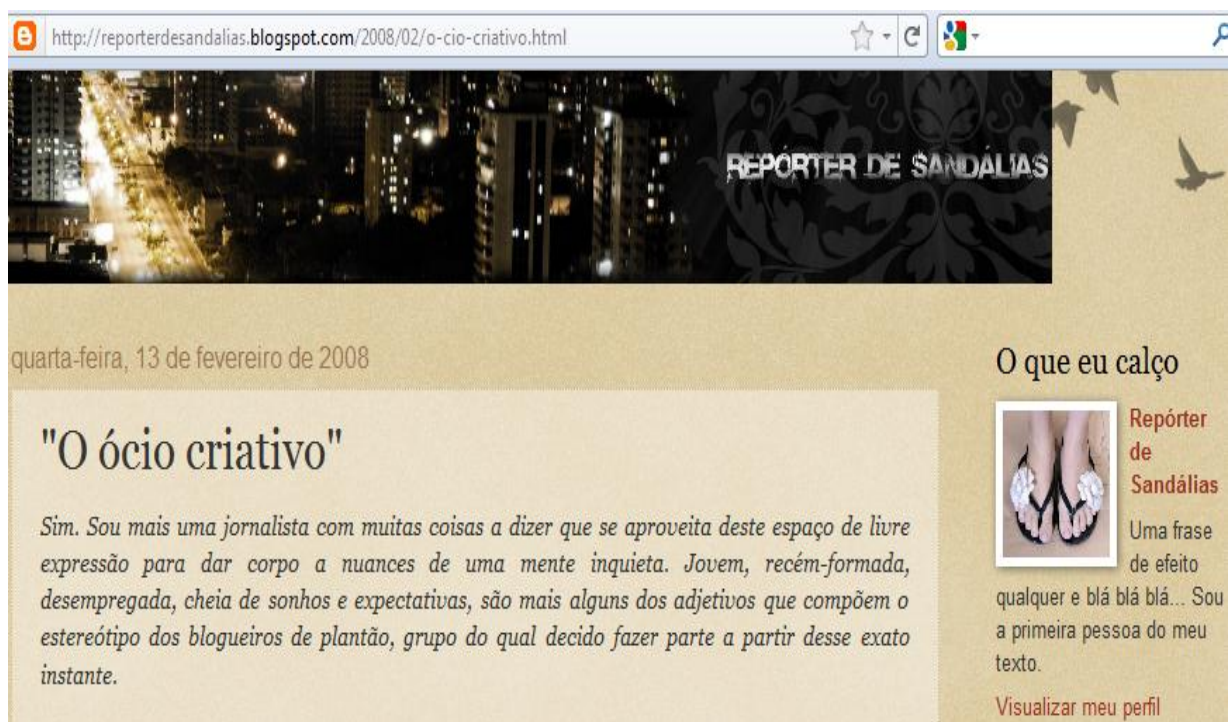 http://reporterdesandalias.blogspot.com/2008/02/o-cio-criativo.html
REPÓRTER DE SANDÁLIAS
quarta-feira, 13 de fevereiro de 2008
"O ócio criativo"
Sim. Sou mais uma jornalista com muitas coisas a dizer que se aproveita deste espaço de livre
expressão para dar corpo a nuances de uma mente inquieta. Jovem, recém-formada,
desempregada, cheia de sonhos e expectativas, são mais alguns dos adjetivos que compõem o
estereótipo dos blogueiros de plantão, grupo do qual decido fazer parte a partir desse exato
instante.
O que eu calço
Repórter
de
Sandálias
Uma frase
de efeito
qualquer e blá blá blá... Sou
a primeira pessoa do meu
texto.
Visualizar meu perfil